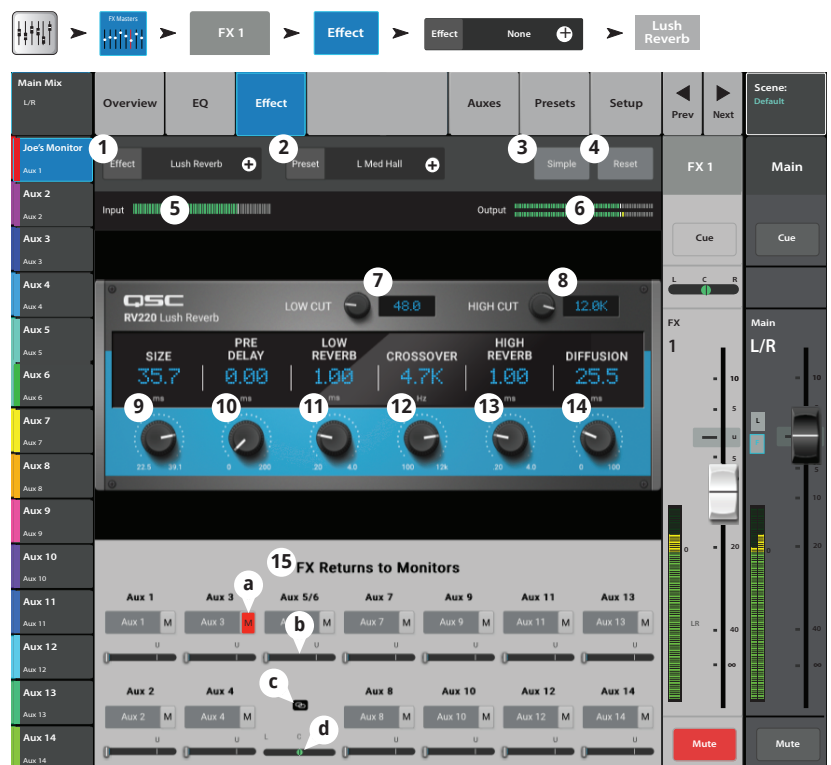 FX Masters
FX 1
Effect
Effect None
Lush Reverb
Main Mix
L/R
Overview EQ Effect Auxes Presets Setup
Prev Next
Scene:
Default
Joe's Monitor
Aux 1
Aux 2
Aux 2
Aux 3
Aux 3
Aux 4
Aux 4
Aux 5
Aux 5
Aux 6
Aux 6
Aux 7
Aux 7
Aux 8
Aux 8
Aux 9
Aux 9
Aux 10
Aux 10
Aux 11
Aux 11
Aux 12
Aux 12
Aux 13
Aux 13
Aux 14
Aux 14
1 2 3 4
Effect Lush Reverb
Preset L Med Hall
Simple Reset
Input 5
Output 6
7 8
QSC
RV220 Lush Reverb
LOW CUT 48.0
HIGH CUT 12.0K
SIZE
35.7
ms
PRE DELAY
0.00
ms
LOW REVERB
1.00
ms
CROSSOVER
4.7K
Hz
HIGH REVERB
1.00
ms
DIFFUSION
25.5
ms
9 10 11 12 13 14
22.5 39.1
0 200
.20 4.0
100 12k
.20 4.0
0 100
15
FX Returns to Monitors
a
Aux 1 Aux 3 Aux 5/6 Aux 7 Aux 9 Aux 11 Aux 13
Aux 1 M Aux 3 M A M Aux 7 M Aux 9 M Aux 11 M Aux 13 M
b
U U U U U U U
c
Aux 2 Aux 4 Aux 8 Aux 10 Aux 12 Aux 14
Aux 2 M Aux 4 M Aux 8 M Aux 10 M Aux 12 M Aux 14 M
d
U U L C U U U U
FX 1
Cue
L C R
FX
1
10
5
U
5
0
20
LR
40
∞
Mute
Main
Cue
Main
L/R
10
5
L
U
5
10
0
20
40
∞
Mute